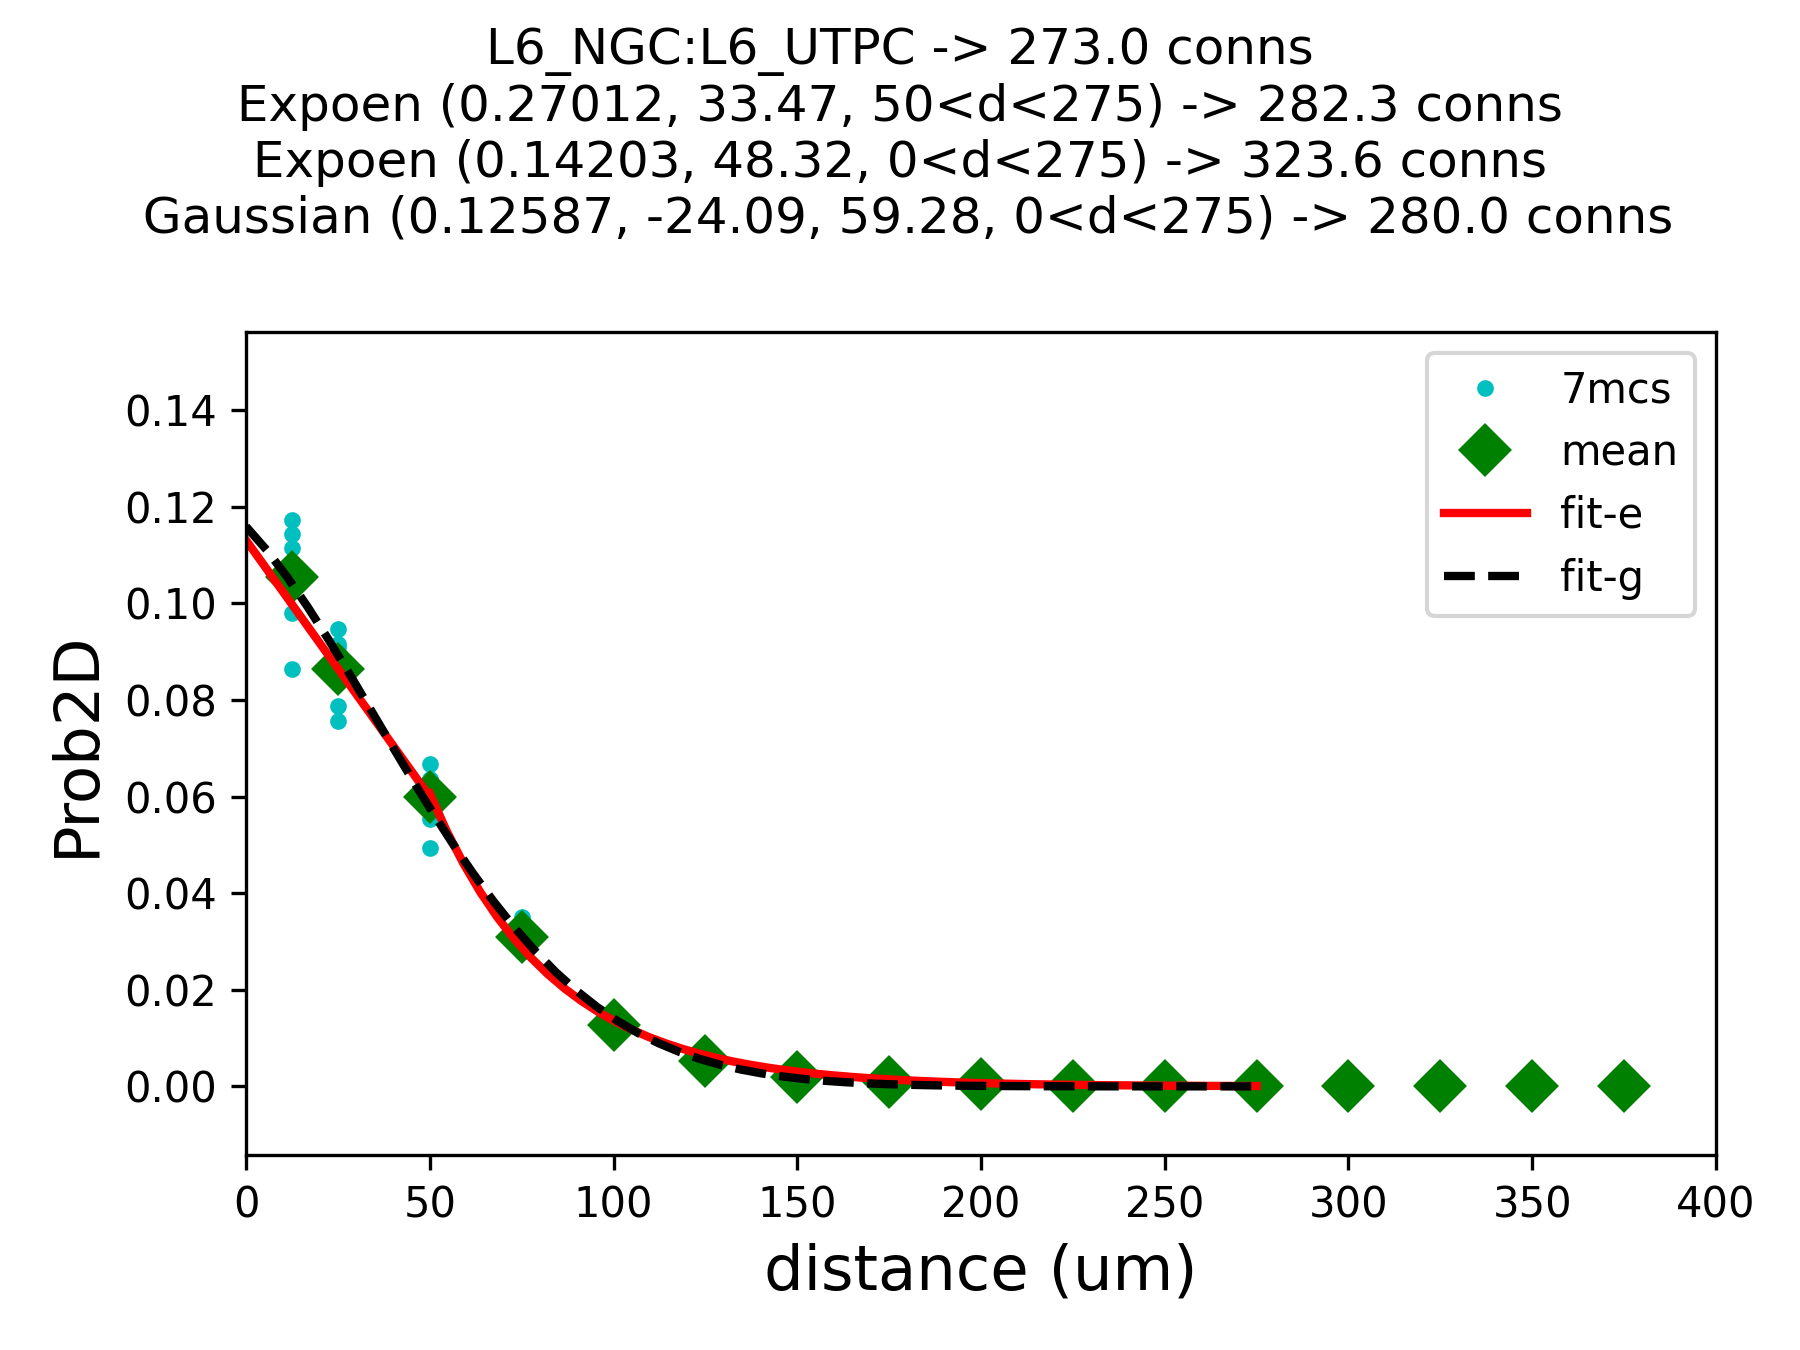 L6_NGC:L6_UTPC -> 273.0 conns
Expoen (0.27012, 33.47, 50<d<275) -> 282.3 conns
Expoen (0.14203, 48.32, 0<d<275) -> 323.6 conns
Gaussian (0.12587, -24.09, 59.28, 0<d<275) -> 280.0 conns
7mcs
mean
fit-e
fit-g
Prob2D
0.14
0.12
0.10
0.08
0.06
0.04
0.02
0.00
0 50 100 150 200 250 300 350 400
distance (um)